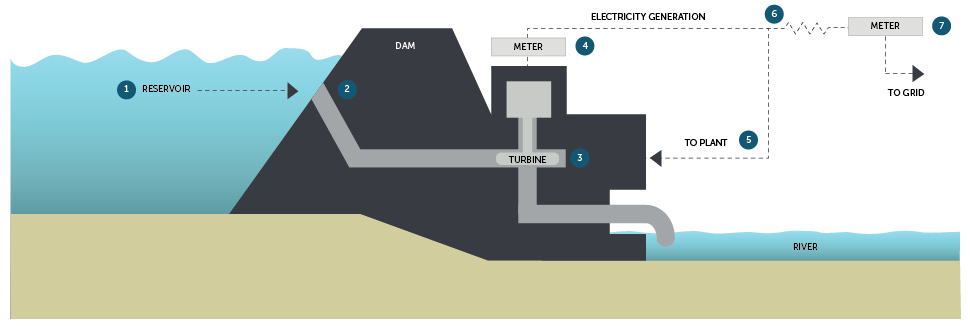 ELECTRICITY GENERATION
6
METER
7
DAM
METER
4
1
RESERVOIR
2
TO GRID
TO PLANT
5
TURBINE
3
RIVER